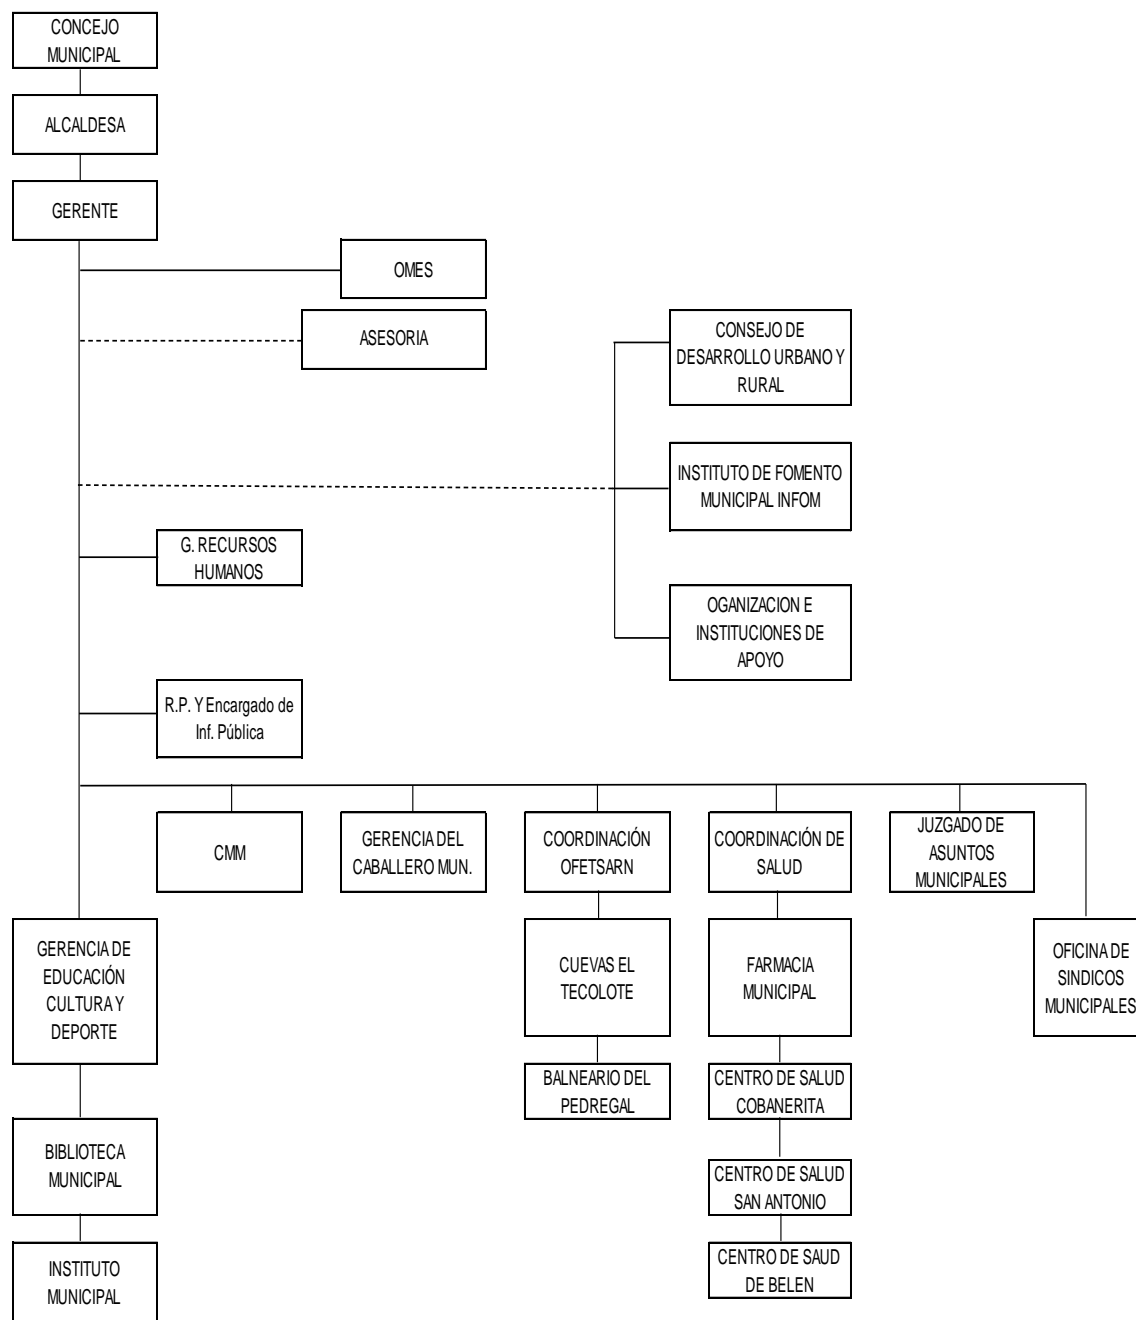 CONCEJO
MUNICIPAL
ALCALDESA
GERENTE
OMES
ASESORIA
CONSEJO DE
DESARROLLO URBANO Y
RURAL
INSTITUTO DE FOMENTO
MUNICIPAL INFOM
G. RECURSOS
HUMANOS
OGANIZACION E
INSTITUCIONES DE
APOYO
R.P. Y Encargado de
Inf. Pública
CMM
GERENCIA DEL
CABALLERO MUN.
COORDINACIÓN
OFETSARN
COORDINACIÓN DE
SALUD
JUZGADO DE
ASUNTOS
MUNICIPALES
GERENCIA DE
EDUCACIÓN
CULTURA Y
DEPORTE
CUEVAS EL
TECOLOTE
FARMACIA
MUNICIPAL
OFICINA DE
SINDICOS
MUNICIPALES
BALNEARIO DEL
PEDREGAL
CENTRO DE SALUD
COBANERITA
BIBLIOTECA
MUNICIPAL
CENTRO DE SALUD
SAN ANTONIO
INSTITUTO
MUNICIPAL
CENTRO DE SAUD
DE BELEN